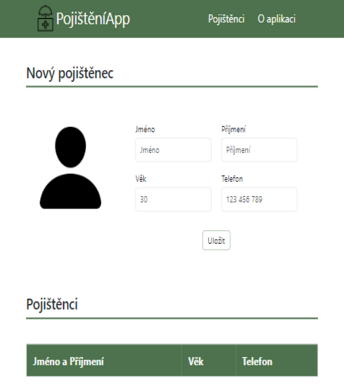 PojištěníApp
Pojištěnci O aplikaci
Nový pojištěnec
Jméno Příjmení
Jméno Příjmení
Věk Telefon
30 123 456 789
Uložit
Pojištěnci
Jméno a Příjmení Věk Telefon